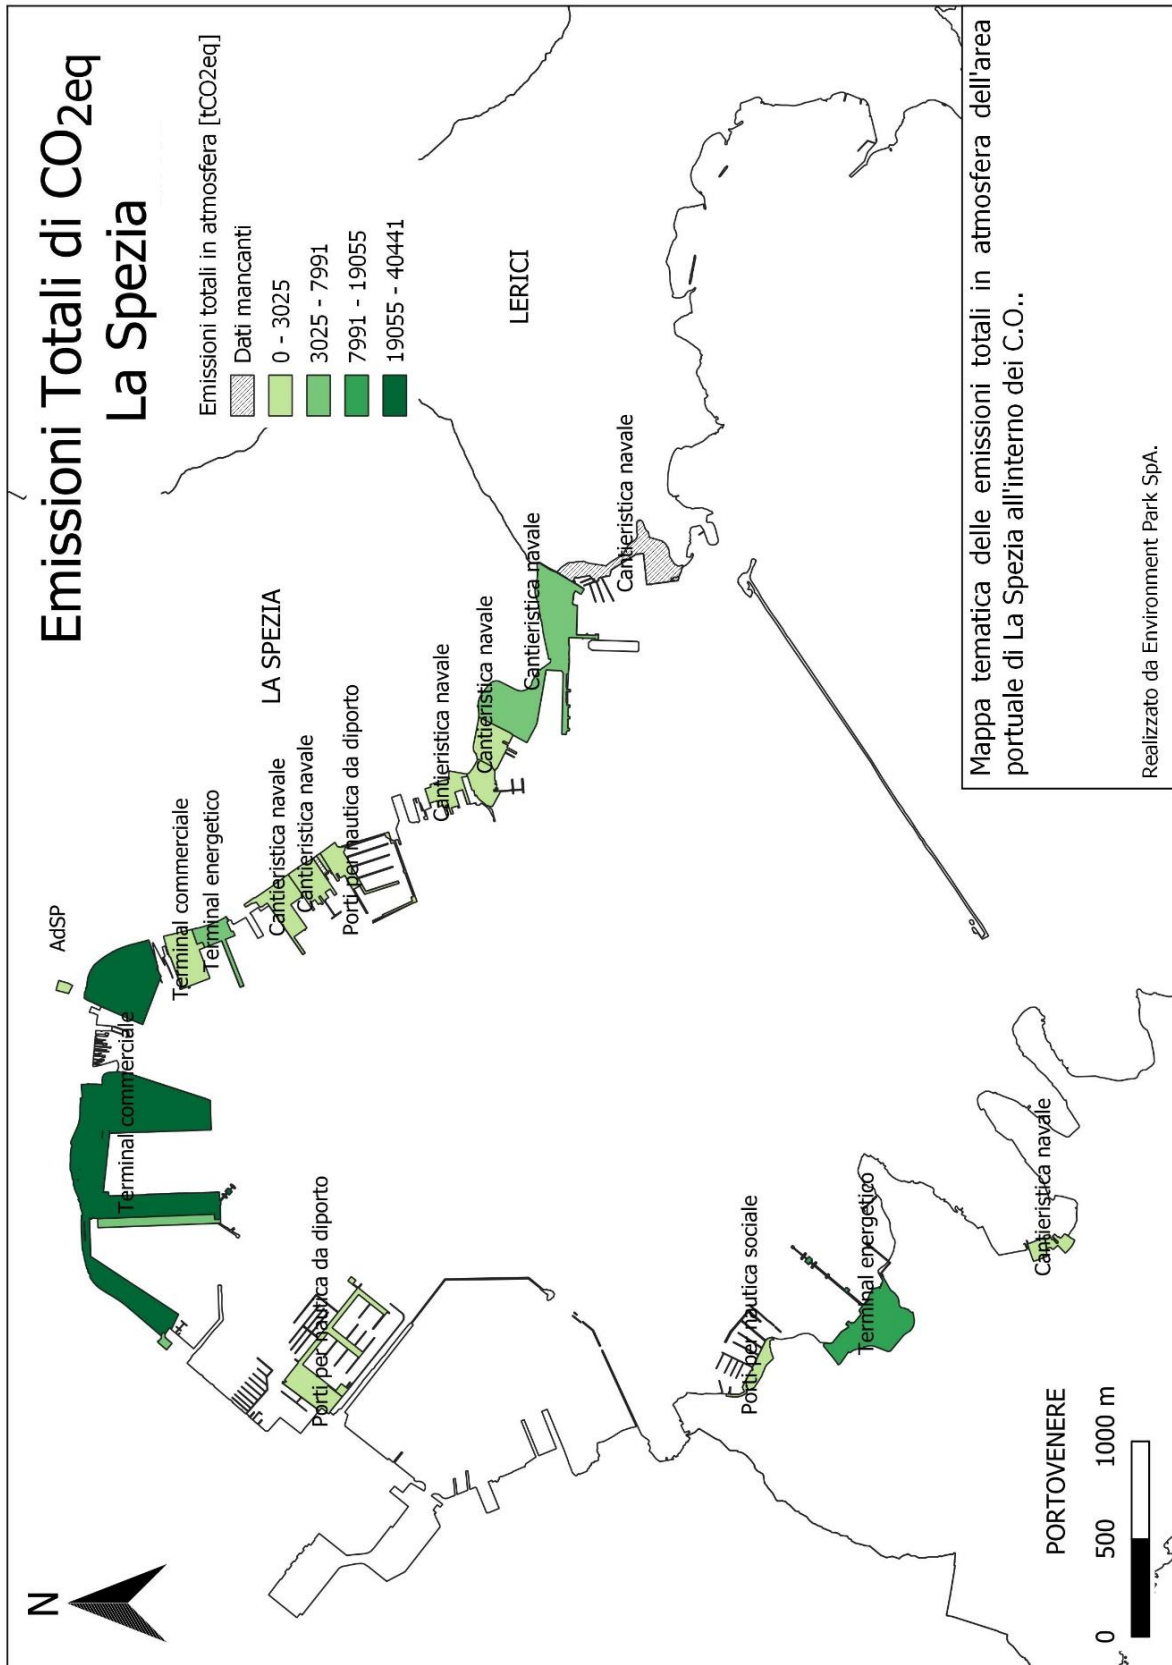 Emissioni Totali di CO2eq
La Spezia
Emissioni totali in atmosfera [tCO2eq]
Dati mancanti
0 - 3025
3025 - 7991
7991 - 19055
19055 - 40441
N
AdSP
Terminal commerciale
Terminal commerciale
Terminal energetico
LA SPEZIA
Cantieristica navale
Cantieristica navale
Porti per nautica da diporto
Porti per nautica da diporto
Cantieristica navale
Cantieristica navale
Cantieristica navale
LERICI
Cantieristica navale
Porti per nautica sociale
Terminal energetico
Cantieristica navale
PORTOVENERE
0 500 1000 m
Mappa tematica delle emissioni totali in atmosfera dell'area
portuale di La Spezia all'interno dei C.O..
Realizzato da Environment Park SpA.